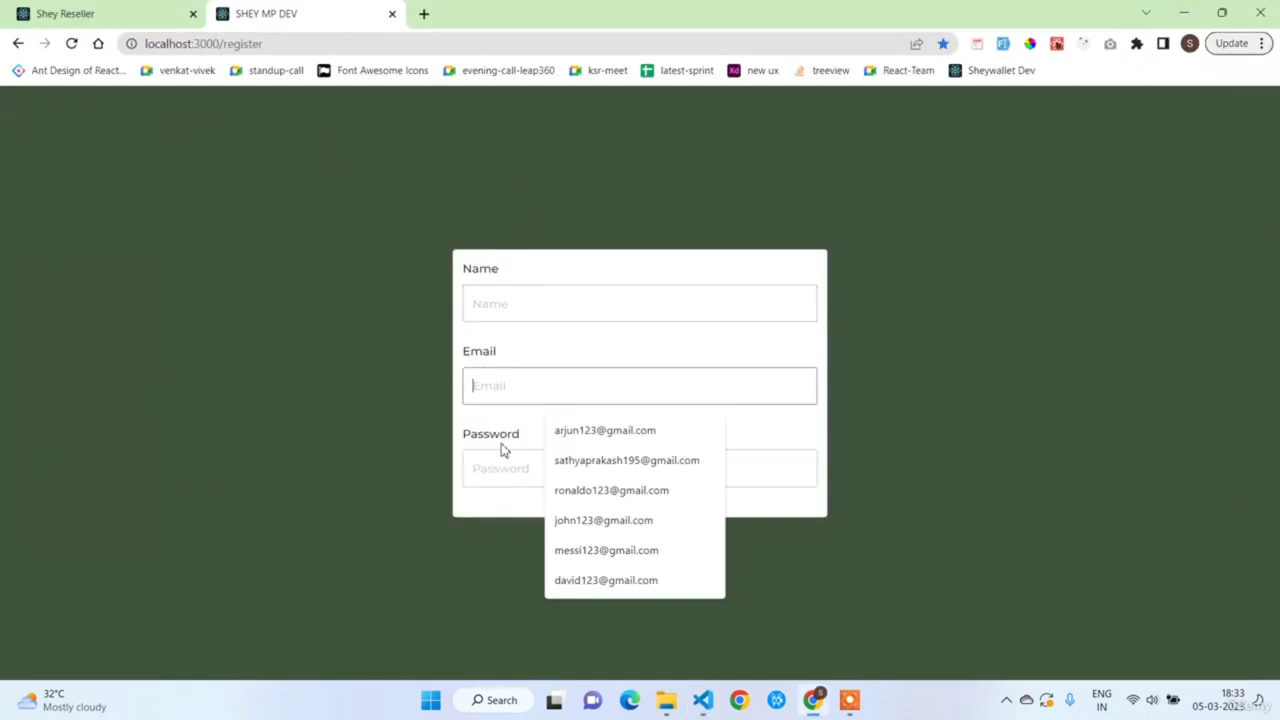 Shey Reseller
SHEY MP DEV
localhost:3000/register
S
Update
Ant Design of React...
venkat-vivek
standup-call
Font Awesome Icons
evening-call-leap360
ksr-meet
latest-sprint
Xd
new ux
treeview
React-Team
Sheywallet Dev
Name
Name
Email
Email
Password
Password
arjun123@gmail.com
sathyaprakash195@gmail.com
ronaldo123@gmail.com
john123@gmail.com
messi123@gmail.com
david123@gmail.com
32°C
Mostly cloudy
Search
ENG
IN
18:33
05-03-2023